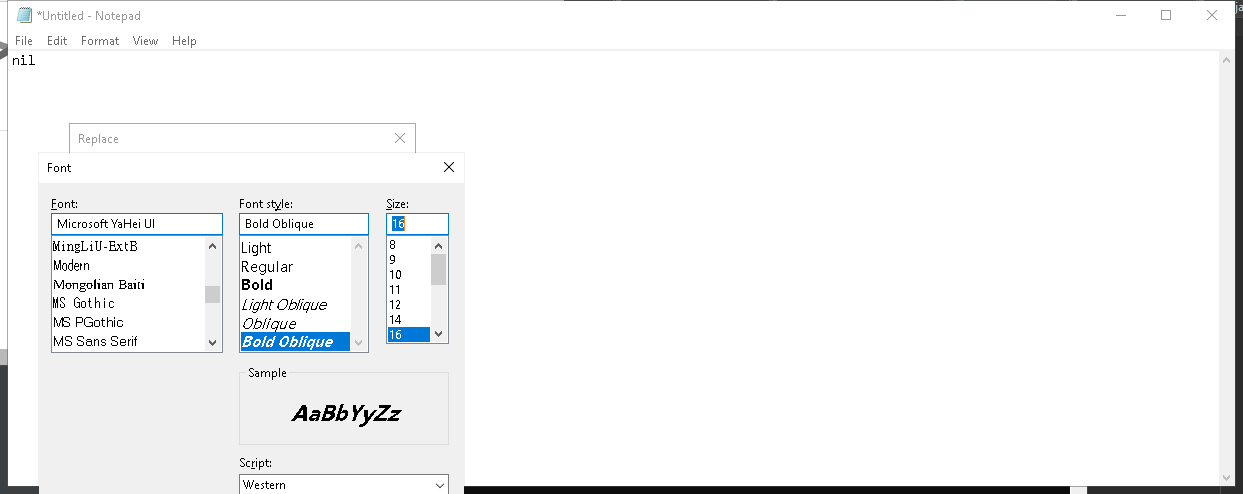 *Untitled - Notepad
File Edit Format View Help
nil
Replace
Font
Font: Font style: Size:
Microsoft YaHei UI Bold Oblique 16
MingLiU-ExtB Light 8
Modern Regular 9
Mongolian Baiti Bold 10
MS Gothic Light Oblique 11
MS PGothic Oblique 12
MS Sans Serif Bold Oblique 14
16
Sample
AaBbYyZz
Script:
Western